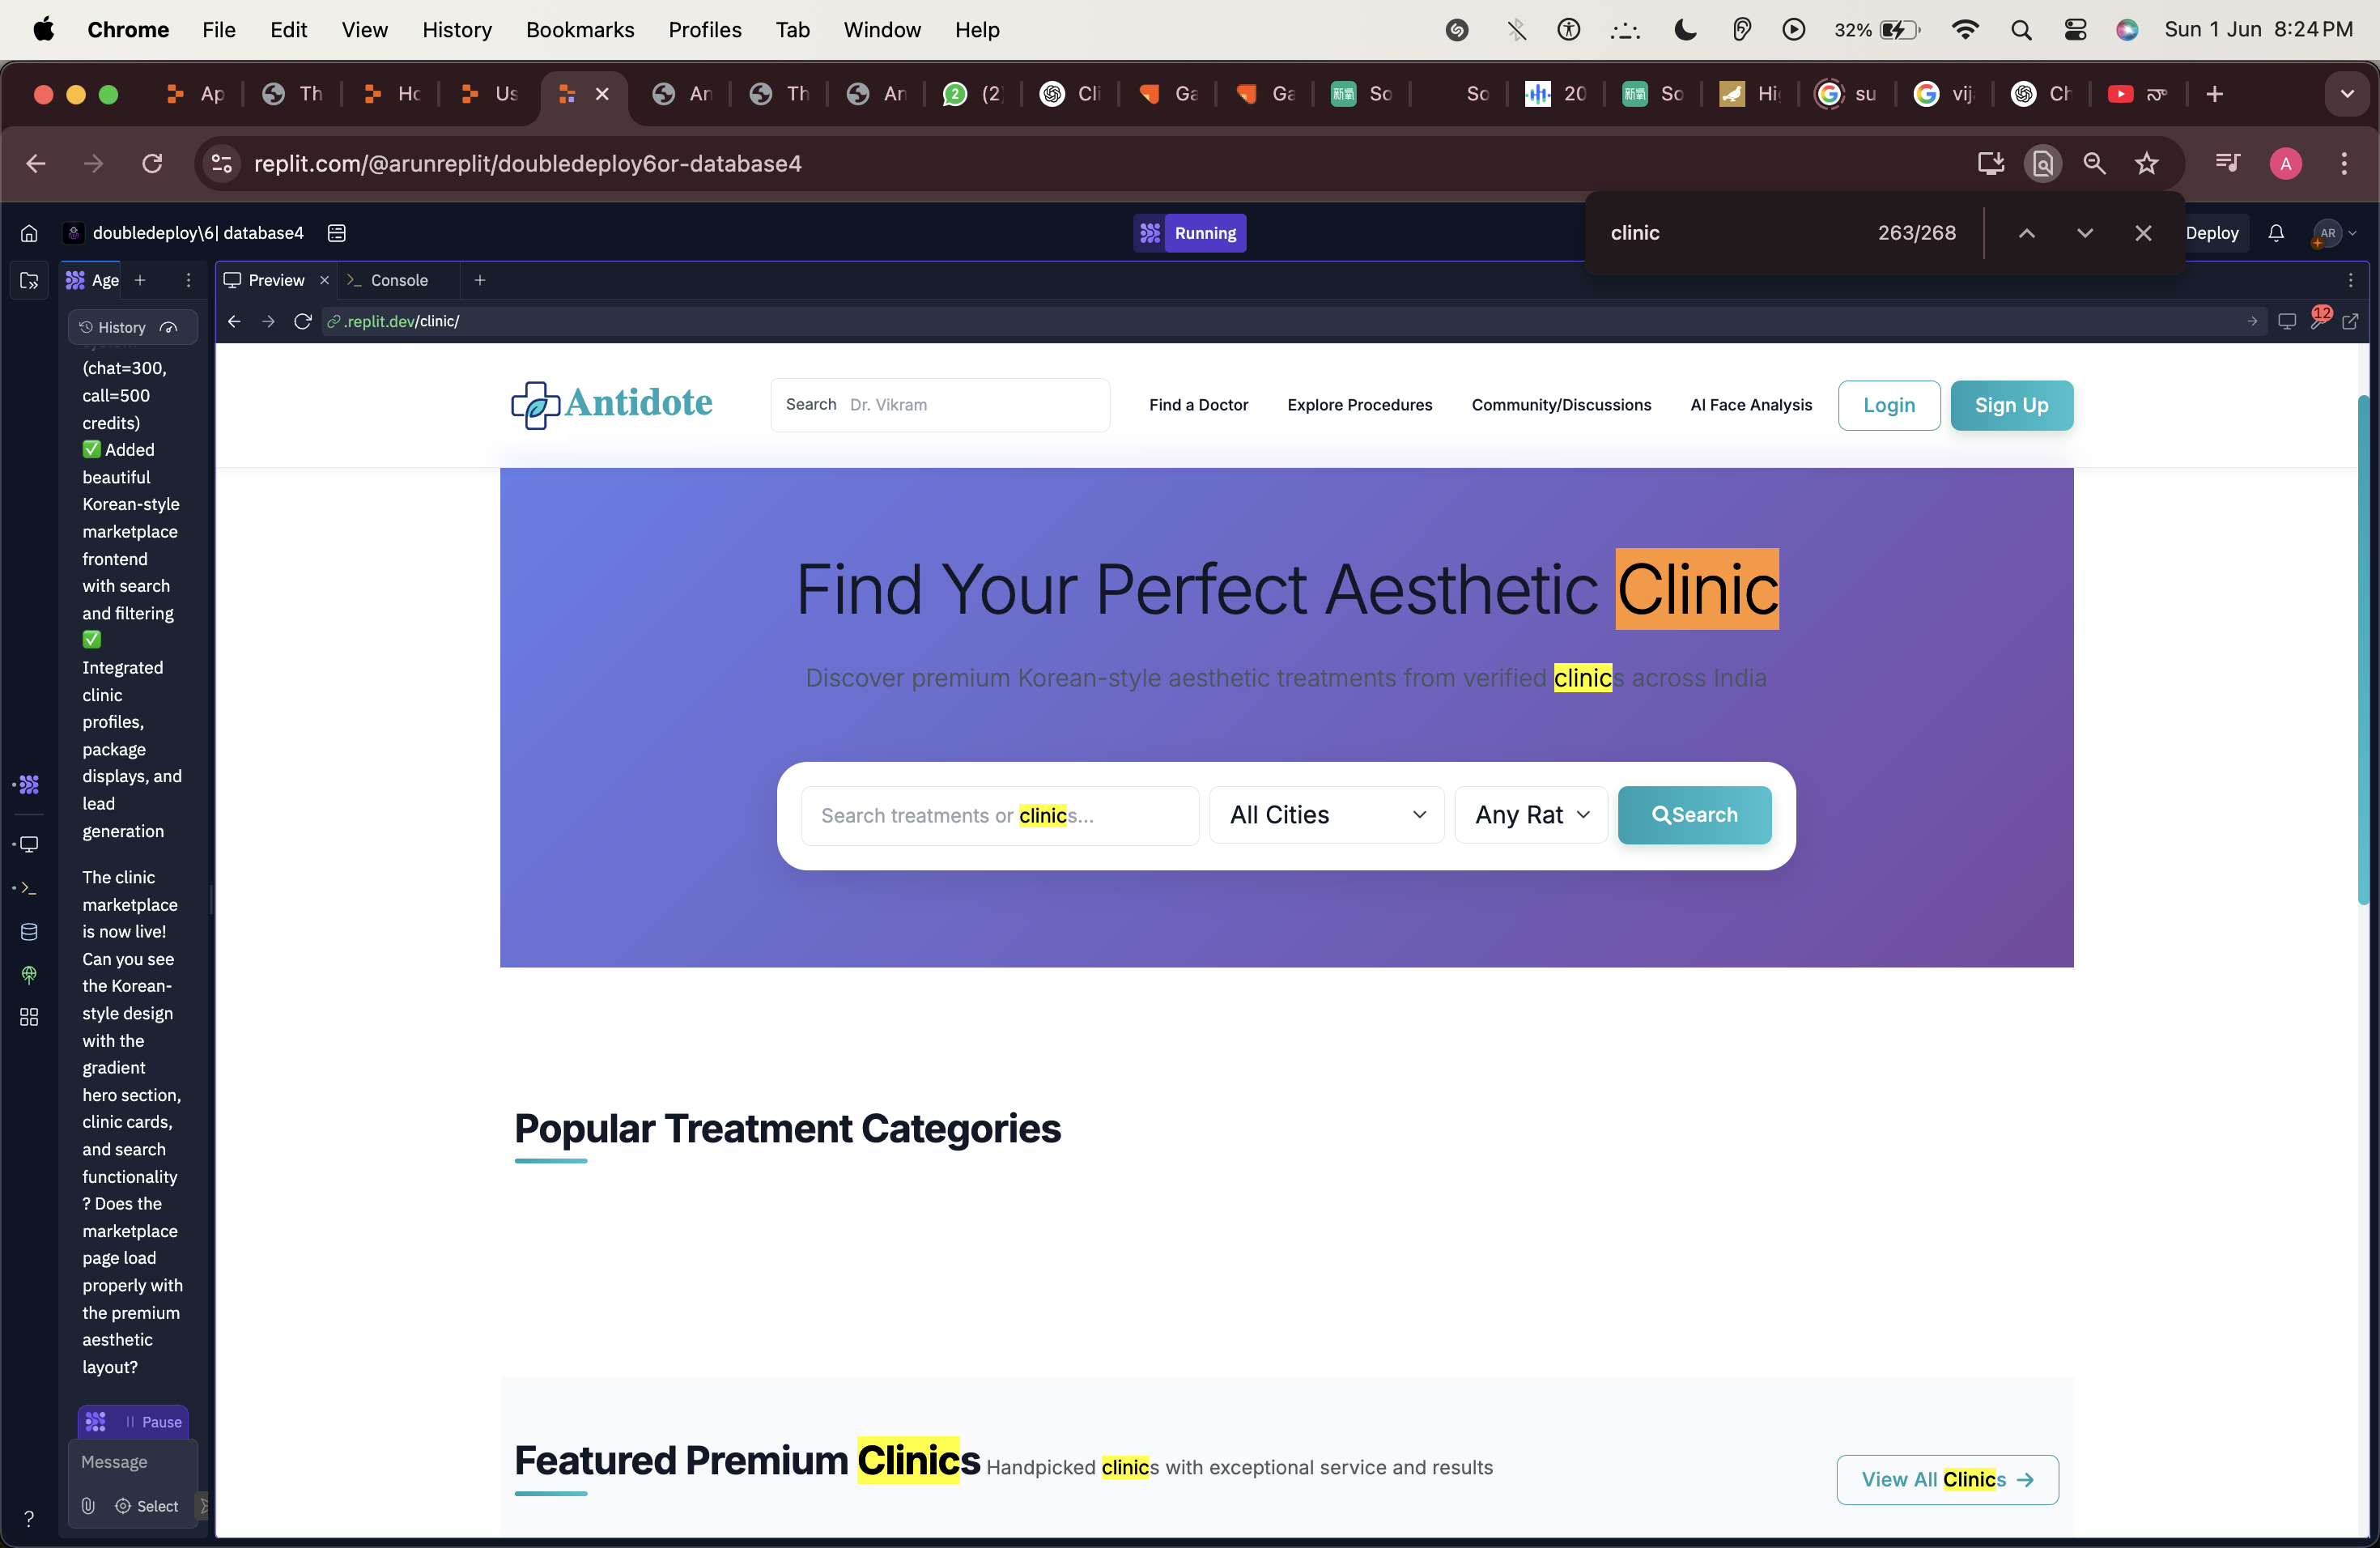 Chrome File Edit View History Bookmarks Profiles Tab Window Help 32% Sun 1 Jun 8:24 PM
Ap Th Hc Us An Th An (2 Cli Ga Ga So So 20 So Hi su vij Ch
replit.com/@arunreplit/doubledeploy6or-database4
clinic 263/268
doubledeploy\6| database4 Running Deploy AR
Age Preview Console
History .replit.dev/clinic/ 12
(chat=300,
call=500
credits)
✅ Added
beautiful
Korean-style
marketplace
frontend
with search
and filtering
✅
Integrated
clinic
profiles,
package
displays, and
lead
generation
The clinic
marketplace
is now live!
Can you see
the Korean-
style design
with the
gradient
hero section,
clinic cards,
and search
functionality
? Does the
marketplace
page load
properly with
the premium
aesthetic
layout?
Pause
Message
Select
Antidote Search Dr. Vikram Find a Doctor Explore Procedures Community/Discussions AI Face Analysis Login Sign Up
Find Your Perfect Aesthetic Clinic
Discover premium Korean-style aesthetic treatments from verified clinics across India
Search treatments or clinics... All Cities Any Rat Search
Popular Treatment Categories
Featured Premium Clinics Handpicked clinics with exceptional service and results
View All Clinics →